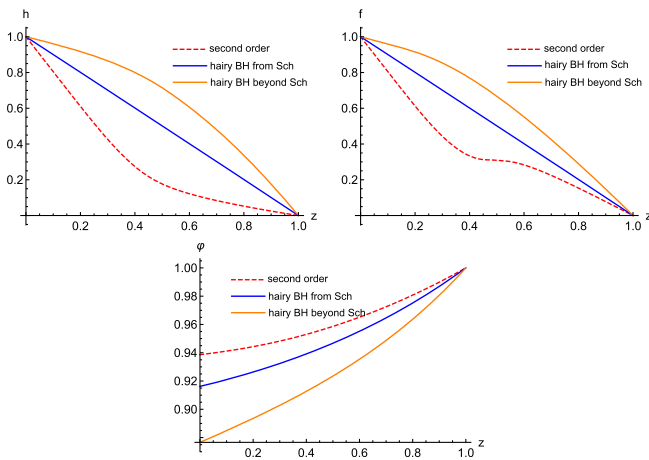 h
1.0
0.8
0.6
0.4
0.2
0.2 0.4 0.6 0.8 1.0 z
second order
hairy BH from Sch
hairy BH beyond Sch
f
1.0
0.8
0.6
0.4
0.2
0.2 0.4 0.6 0.8 1.0 z
second order
hairy BH from Sch
hairy BH beyond Sch
φ
1.00
0.98
0.96
0.94
0.92
0.90
0.2 0.4 0.6 0.8 1.0 z
second order
hairy BH from Sch
hairy BH beyond Sch